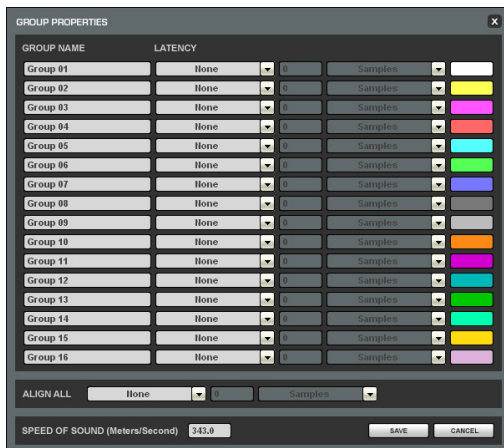 GROUP PROPERTIES X
GROUP NAME LATENCY
Group 01 None 0 Samples
Group 02 None 0 Samples
Group 03 None 0 Samples
Group 04 None 0 Samples
Group 05 None 0 Samples
Group 06 None 0 Samples
Group 07 None 0 Samples
Group 08 None 0 Samples
Group 09 None 0 Samples
Group 10 None 0 Samples
Group 11 None 0 Samples
Group 12 None 0 Samples
Group 13 None 0 Samples
Group 14 None 0 Samples
Group 15 None 0 Samples
Group 16 None 0 Samples
ALIGN ALL None 0 Samples
SPEED OF SOUND (Meters/Second) 343.0 SAVE CANCEL